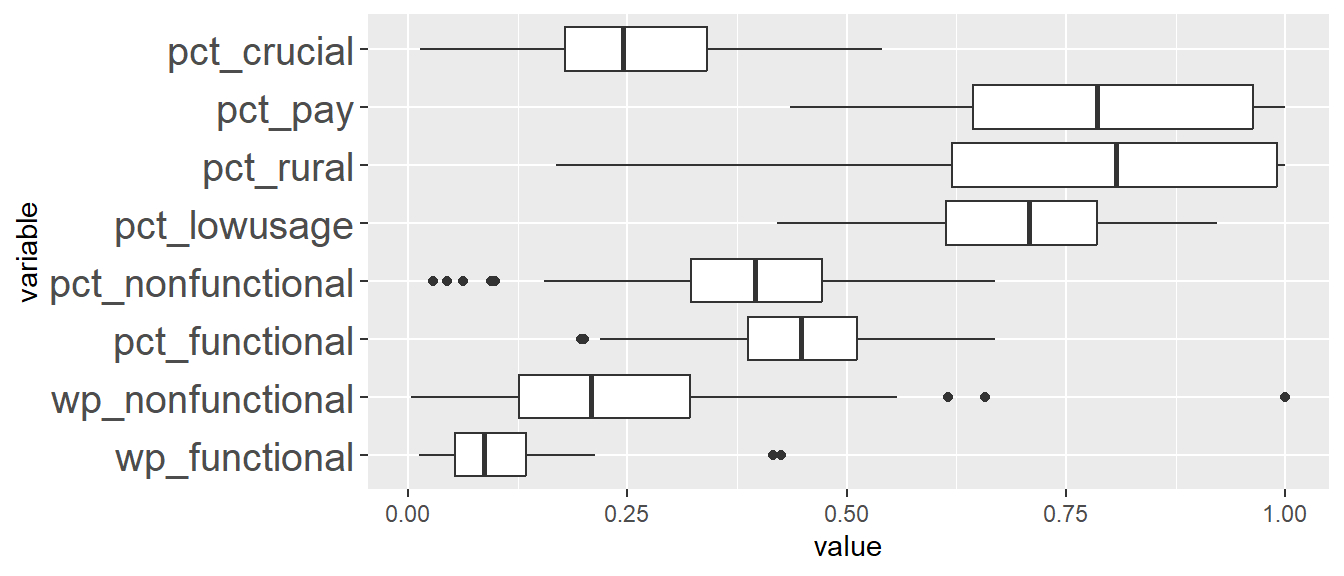 pct_crucial
pct_pay
pct_rural
pct_lowusage
pct_nonfunctional
pct_functional
wp_nonfunctional
wp_functional
variable
0.00 0.25 0.50 0.75 1.00
value